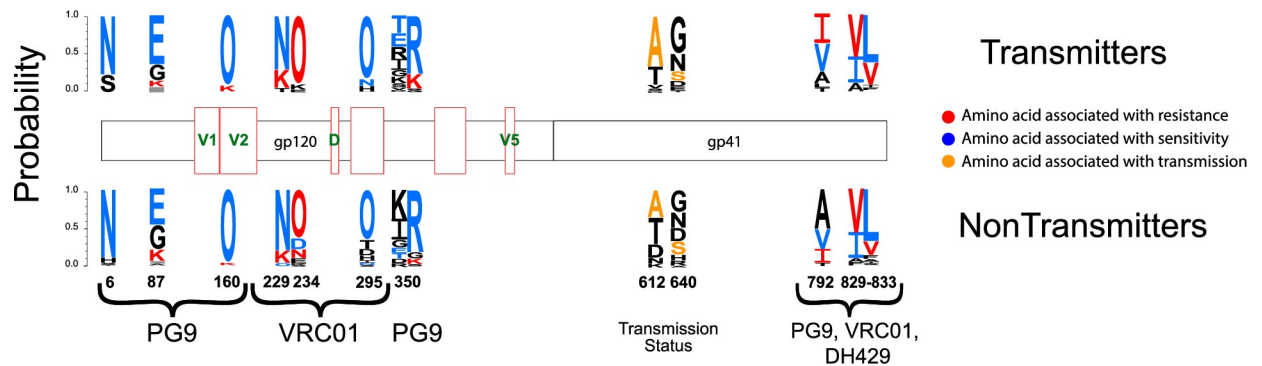 Probability
1.0
0.5
0.0
N
S
E
G
K
O
K
N
K
O
K
O
N
T
E
R
I
G
K
R
K
A
T
G
N
S
D
I
V
A
L
V
I
A
L
V
Transmitters
Amino acid associated with resistance
Amino acid associated with sensitivity
Amino acid associated with transmission
V1
V2
gp120
D
V5
gp41
1.0
0.5
0.0
N
E
G
K
O
N
K
O
D
N
O
T
D
K
I
G
E
R
G
K
A
T
D
N
G
N
D
S
A
V
I
V
I
L
V
NonTransmitters
6 87 160 229 234 295 350 612 640 792 829-833
PG9
VRC01
PG9
Transmission
Status
PG9, VRC01,
DH429